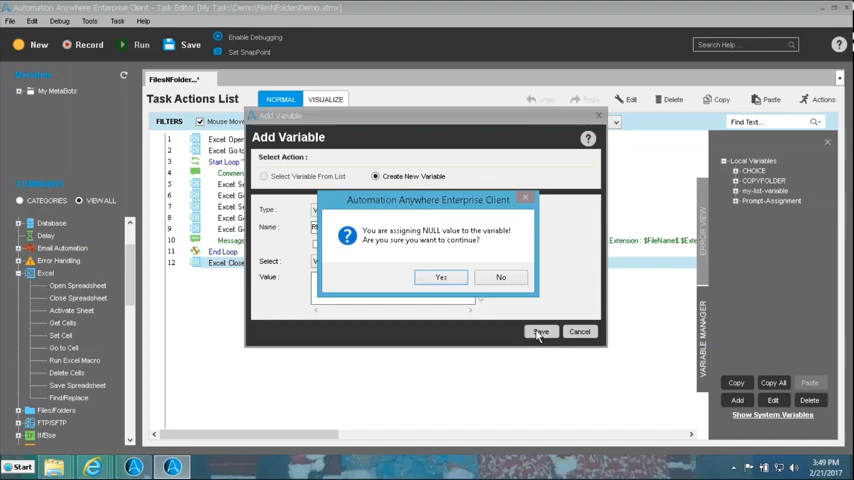 Automation Anywhere Enterprise Client - Task Editor [My Tasks\Demo\FilesNFoldersDemo.atmx]
File Edit Debug Tools Task Help
New Record Run Save
Enable Debugging
Set SnapPoint
Search Help ...
MetaBots
My MetaBots
COMMANDS
CATEGORIES VIEW ALL
Database
Delay
Email Automation
Error Handling
Excel
Open Spreadsheet
Close Spreadsheet
Activate Sheet
Get Cells
Set Cell
Go to Cell
Run Excel Macro
Delete Cells
Save Spreadsheet
Find/Replace
Files/Folders
FTP/SFTP
If/Else
FilesNFolder...*
Task Actions List
NORMAL VISUALIZE
Undo Redo Edit Delete Copy Paste Actions
FILTERS Mouse Mov
Find Text...
1 Excel: Open
2 Excel: Go to
3 Start Loop "
4 Commen
5 Excel: Se
6 Excel: Ge
7 Excel: Ge
8 Excel: Ge
9 Excel: Ge
10 Message
.Extension : $FileName$.$Exte
11 End Loop
12 Excel: Close
Add Variable
Add Variable
Select Action :
Select Variable From List Create New Variable
Type :
Name :
Select :
Value :
Save Cancel
Automation Anywhere Enterprise Client
You are assigning NULL value to the variable!
Are you sure you want to continue?
Yes No
ERROR VIEW
VARIABLE MANAGER
Local Variables
CHOICE
COPYFOLDER
my-list-variable
Prompt-Assignment
Copy Copy All Paste
Add Edit Delete
Show System Variables
Start
3:49 PM
2/21/2017